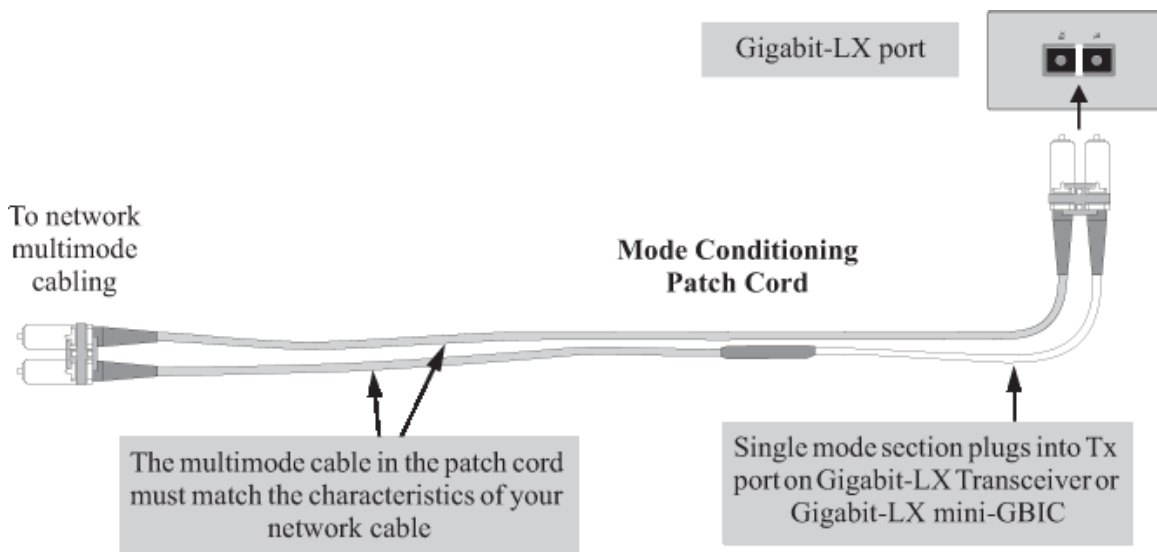 Gigabit-LX port
To network
multimode
cabling
Mode Conditioning
Patch Cord
The multimode cable in the patch cord
must match the characteristics of your
network cable
Single mode section plugs into Tx
port on Gigabit-LX Transceiver or
Gigabit-LX mini-GBIC